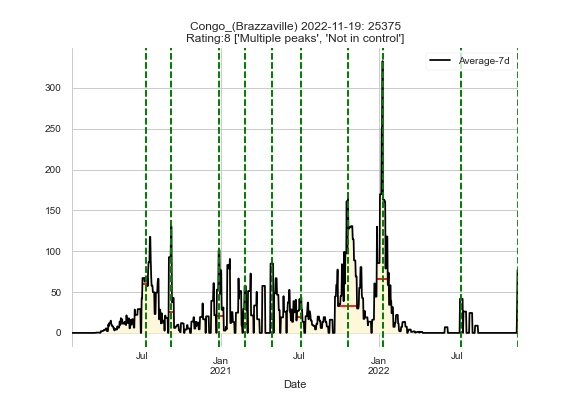 Congo_(Brazzaville) 2022-11-19: 25375
Rating:8 ['Multiple peaks', 'Not in control']
Average-7d
300
250
200
150
100
50
0
Jul
Jan
2021
Jul
Jan
2022
Jul
Date